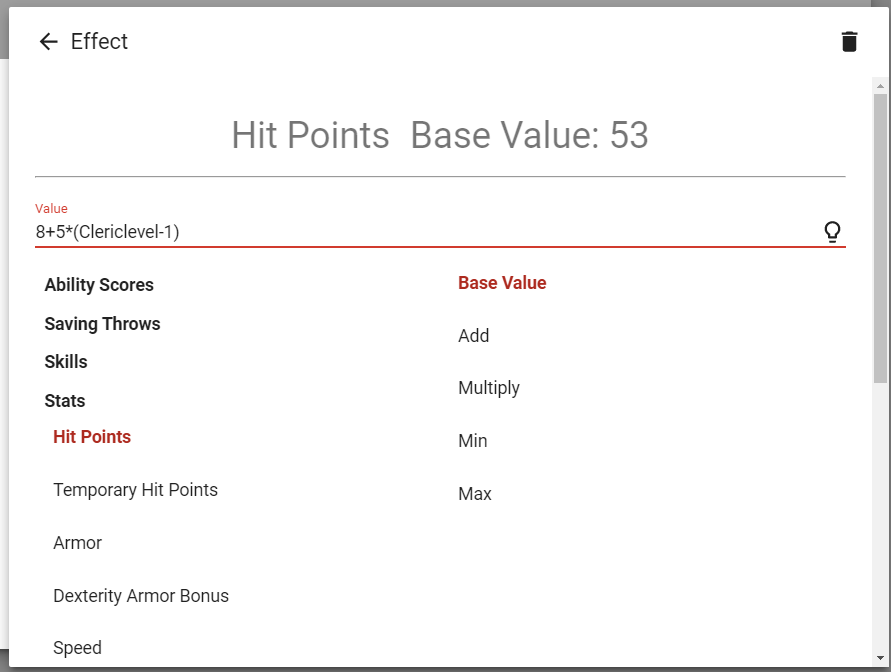 Effect
Hit Points Base Value: 53
Value
8+5*(Clericlevel-1)
Ability Scores
Saving Throws
Skills
Stats
Hit Points
Temporary Hit Points
Armor
Dexterity Armor Bonus
Speed
Base Value
Add
Multiply
Min
Max